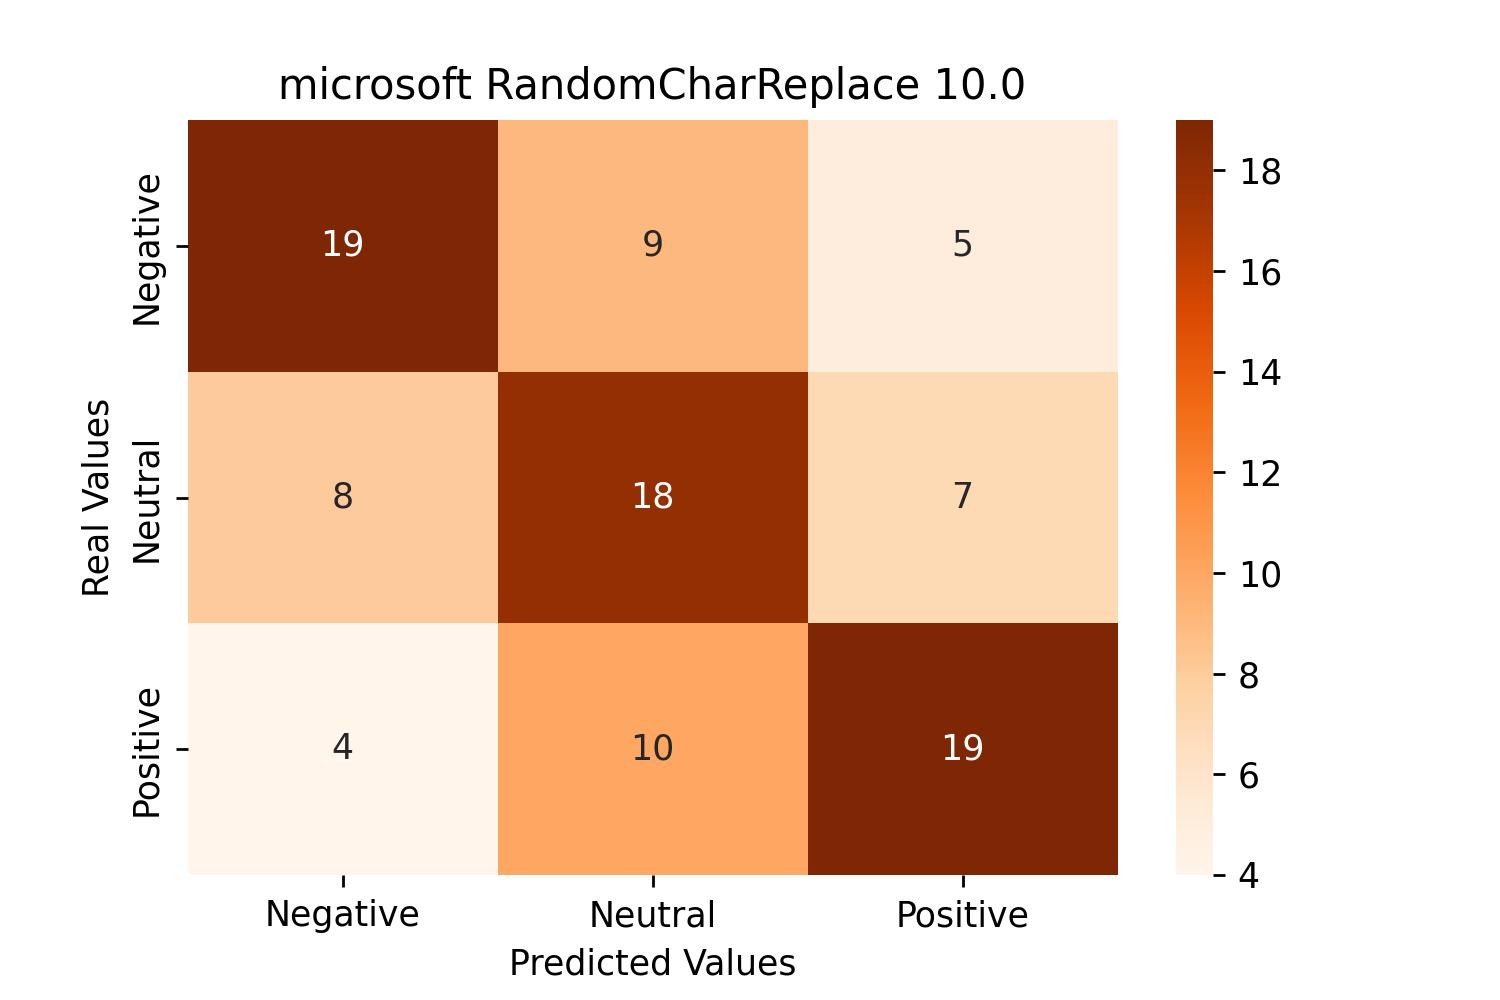 microsoft RandomCharReplace 10.0
Real Values
Negative
19 9 5
Neutral
8 18 7
Positive
4 10 19
Negative Neutral Positive
Predicted Values
18
16
14
12
10
8
6
4